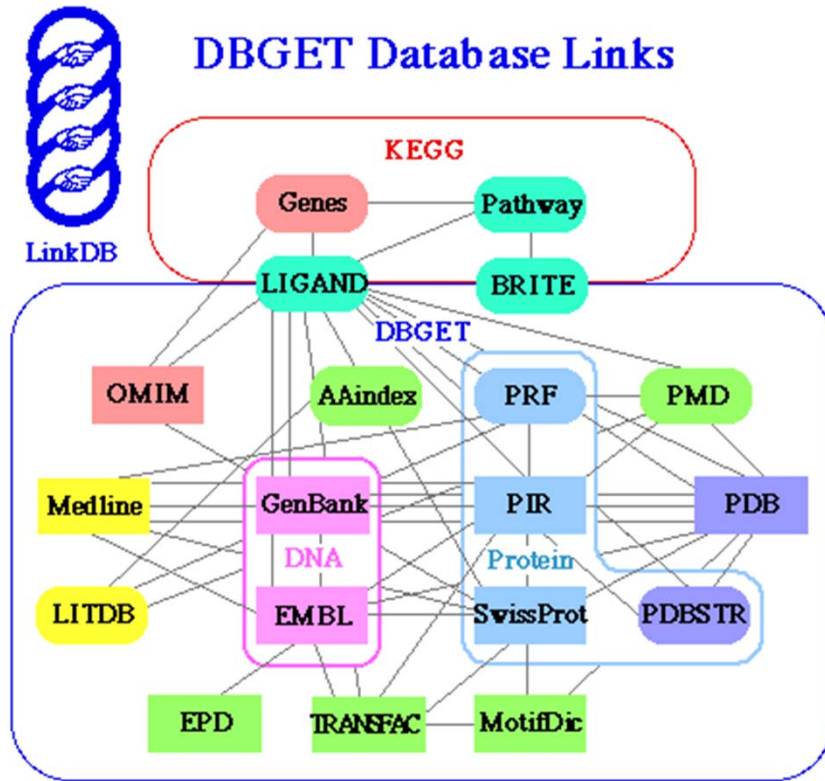 DBGET Database Links
KEGG
Genes
Pathway
LinkDB
LIGAND
BRITE
DBGET
OMIM
AAindex
PRF
PMD
Medline
GenBank
PIR
PDB
DNA
Protein
LITDB
EMBL
SwissProt
PDBSTR
EPD
TRANSFAC
MotifDic